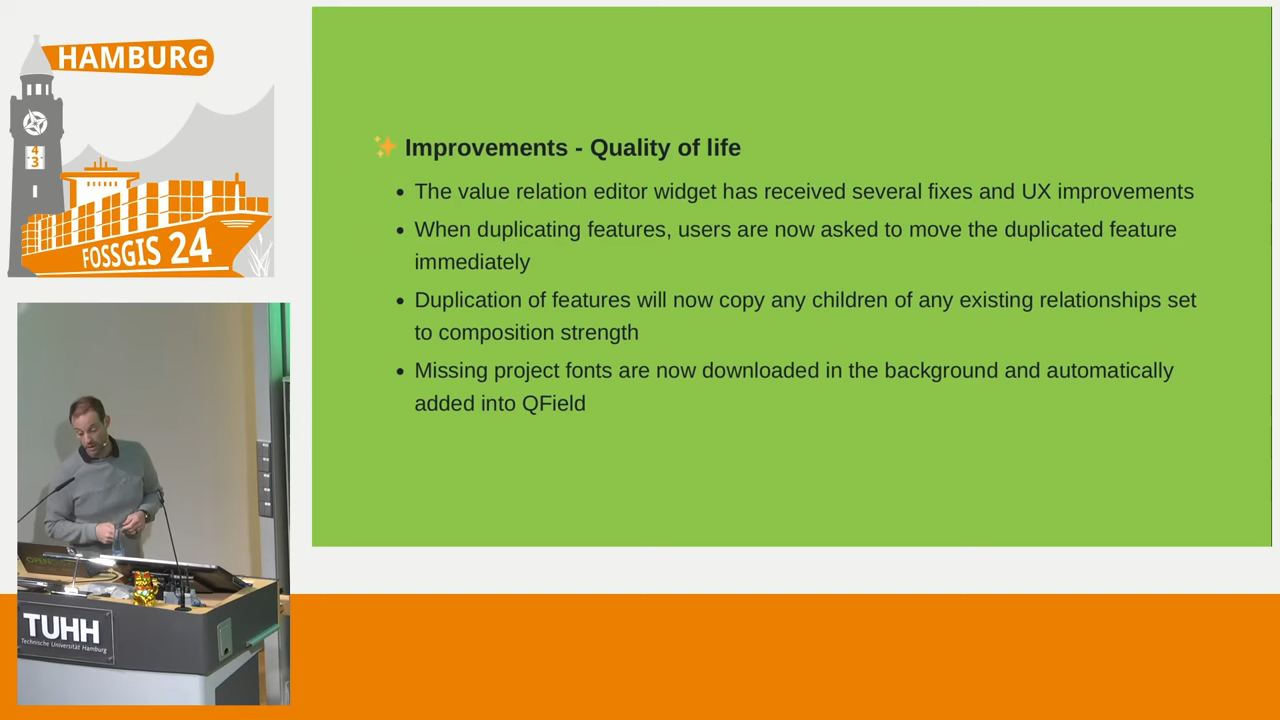 HAMBURG
4
3
FOSSGIS 24
✨ Improvements - Quality of life
• The value relation editor widget has received several fixes and UX improvements
• When duplicating features, users are now asked to move the duplicated feature
immediately
• Duplication of features will now copy any children of any existing relationships set
to composition strength
• Missing project fonts are now downloaded in the background and automatically
added into QField
TUHH
Technische Universität Hamburg